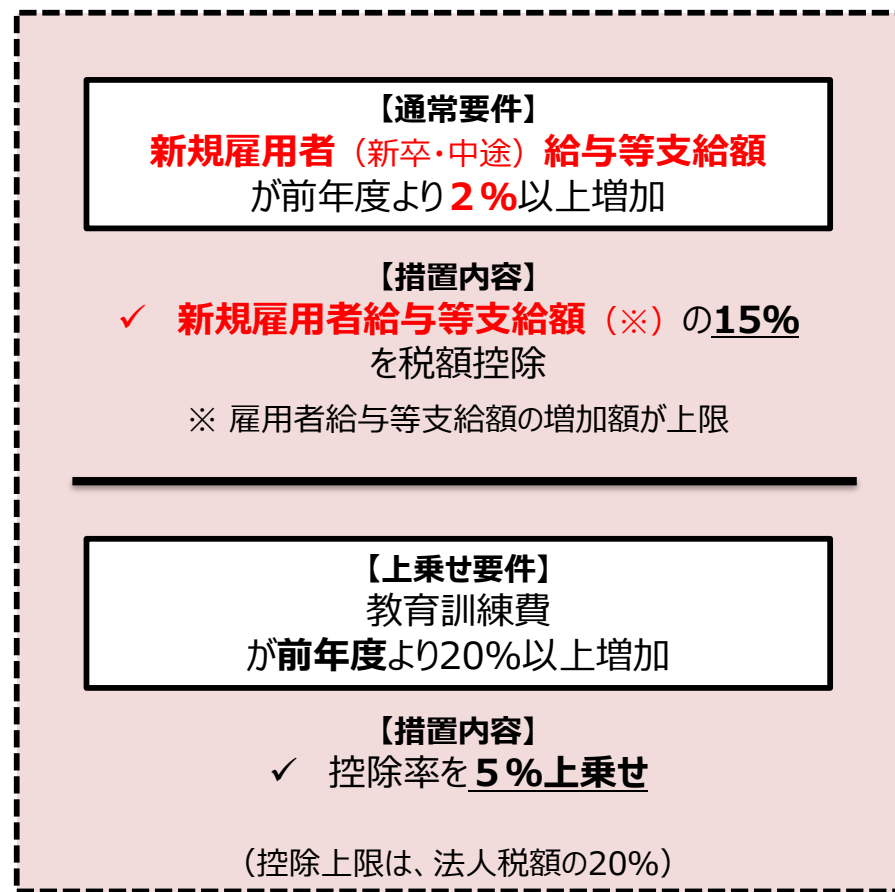 【通常要件】
新規雇用者（新卒・中途）給与等支給額
が前年度より２％以上増加
【措置内容】
✓ 新規雇用者給与等支給額（※）の15%
を税額控除
※ 雇用者給与等支給額の増加額が上限
【上乗せ要件】
教育訓練費
が前年度より20%以上増加
【措置内容】
✓ 控除率を５％上乗せ
（控除上限は、法人税額の20%）